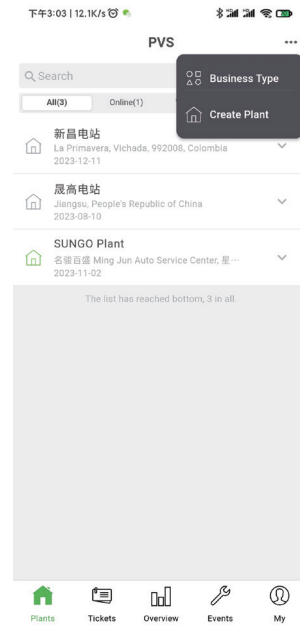 下午3:03 | 12.1K/s
PVS
Search
Business Type
All(3)
Online(1)
Create Plant
新昌电站
La Primavera, Vichada, 992008, Colombia
2023-12-11
晟高电站
Jiangsu, People's Republic of China
2023-08-10
SUNGO Plant
名骏百盛 Ming Jun Auto Service Center, 星…
2023-11-02
The list has reached bottom, 3 in all.
Plants
Tickets
Overview
Events
My